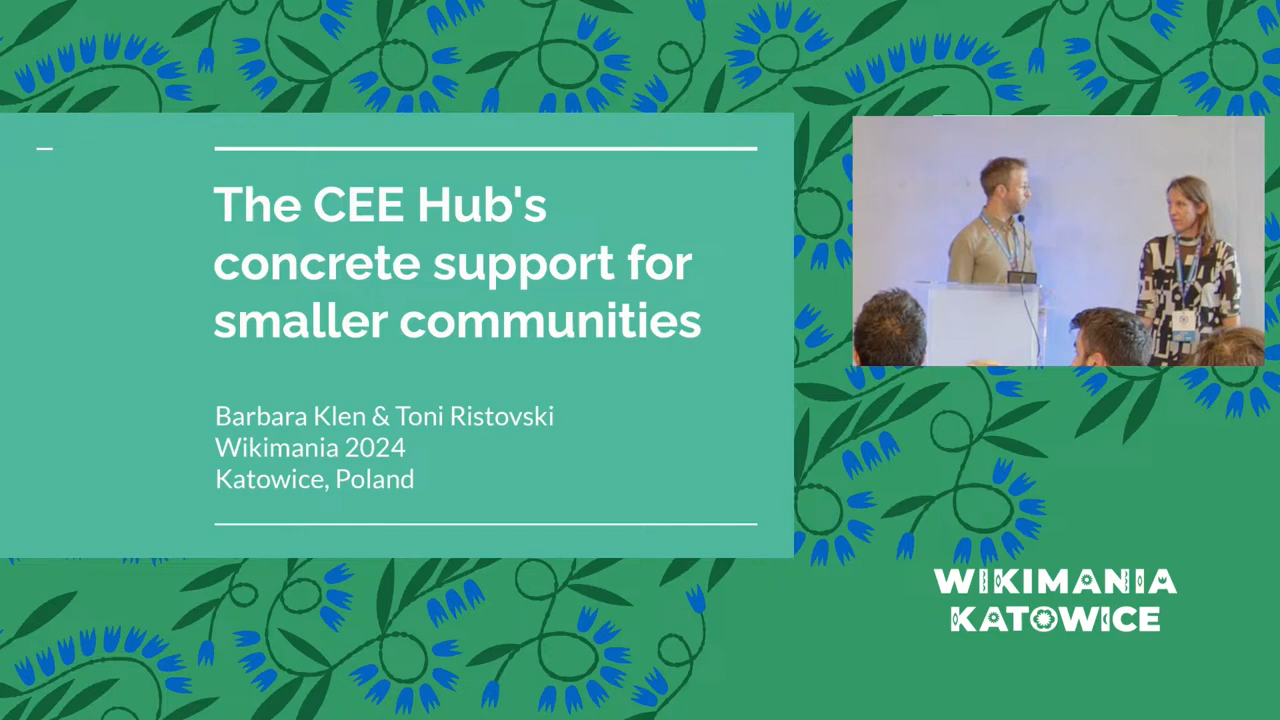 The CEE Hub's
concrete support for
smaller communities
Barbara Klen & Toni Ristovski
Wikimania 2024
Katowice, Poland
WIKIMANIA
KATOWICE